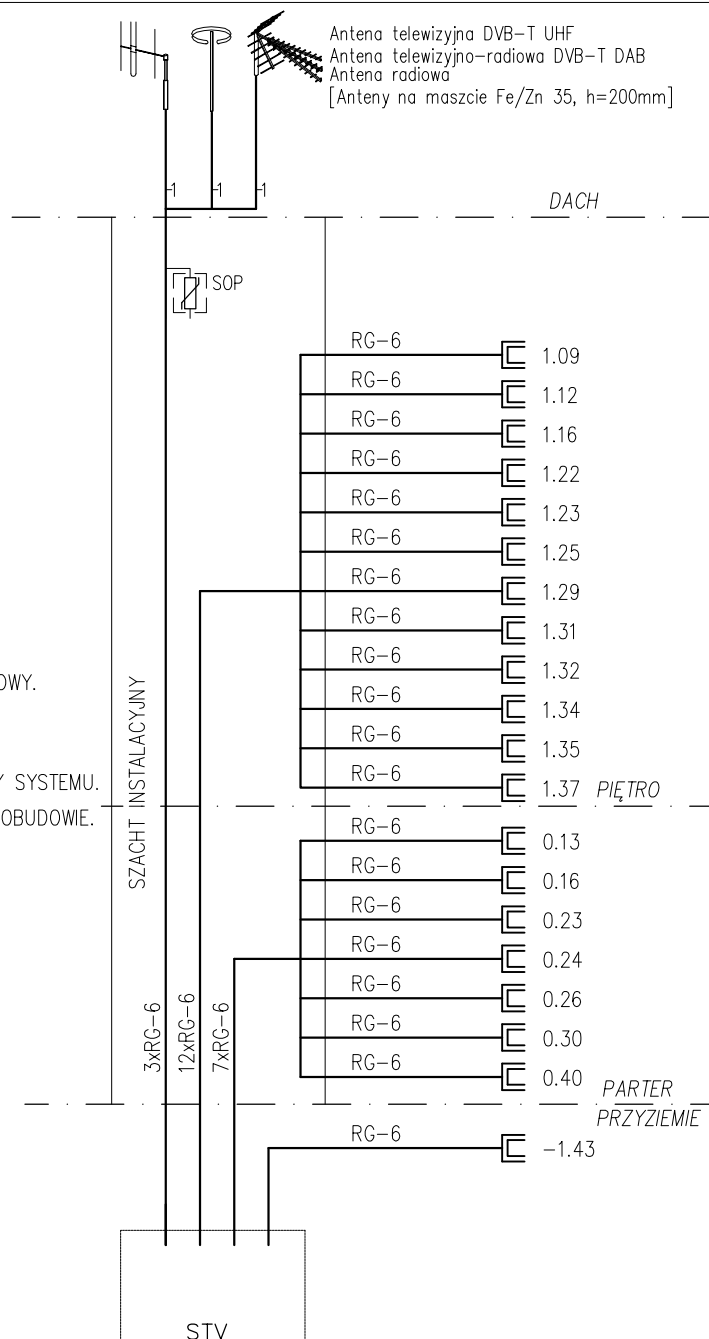 Antena telewizyjna DVB-T UHF
Antena telewizyjno-radiowa DVB-T DAB
Antena radiowa
[Anteny na maszcie Fe/Zn 35, h=200mm]
1
1
1
DACH
SOP
RG-6 1.09
RG-6 1.12
RG-6 1.16
RG-6 1.22
RG-6 1.23
RG-6 1.25
RG-6 1.29
RG-6 1.31
RG-6 1.32
RG-6 1.34
RG-6 1.35
RG-6 1.37 PIĘTRO
OWY.
Y SYSTEMU.
OBUDOWIE.
SZACHT INSTALACYJNY
RG-6 0.13
RG-6 0.16
RG-6 0.23
RG-6 0.24
RG-6 0.26
RG-6 0.30
RG-6 0.40
3xRG-6
12xRG-6
7xRG-6
PARTER
PRZYZIEMIE
RG-6 -1.43
STV